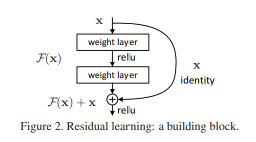 x
weight layer
F(x)
relu
weight layer
x
identity
F(x) + x
relu
Figure 2. Residual learning: a building block.